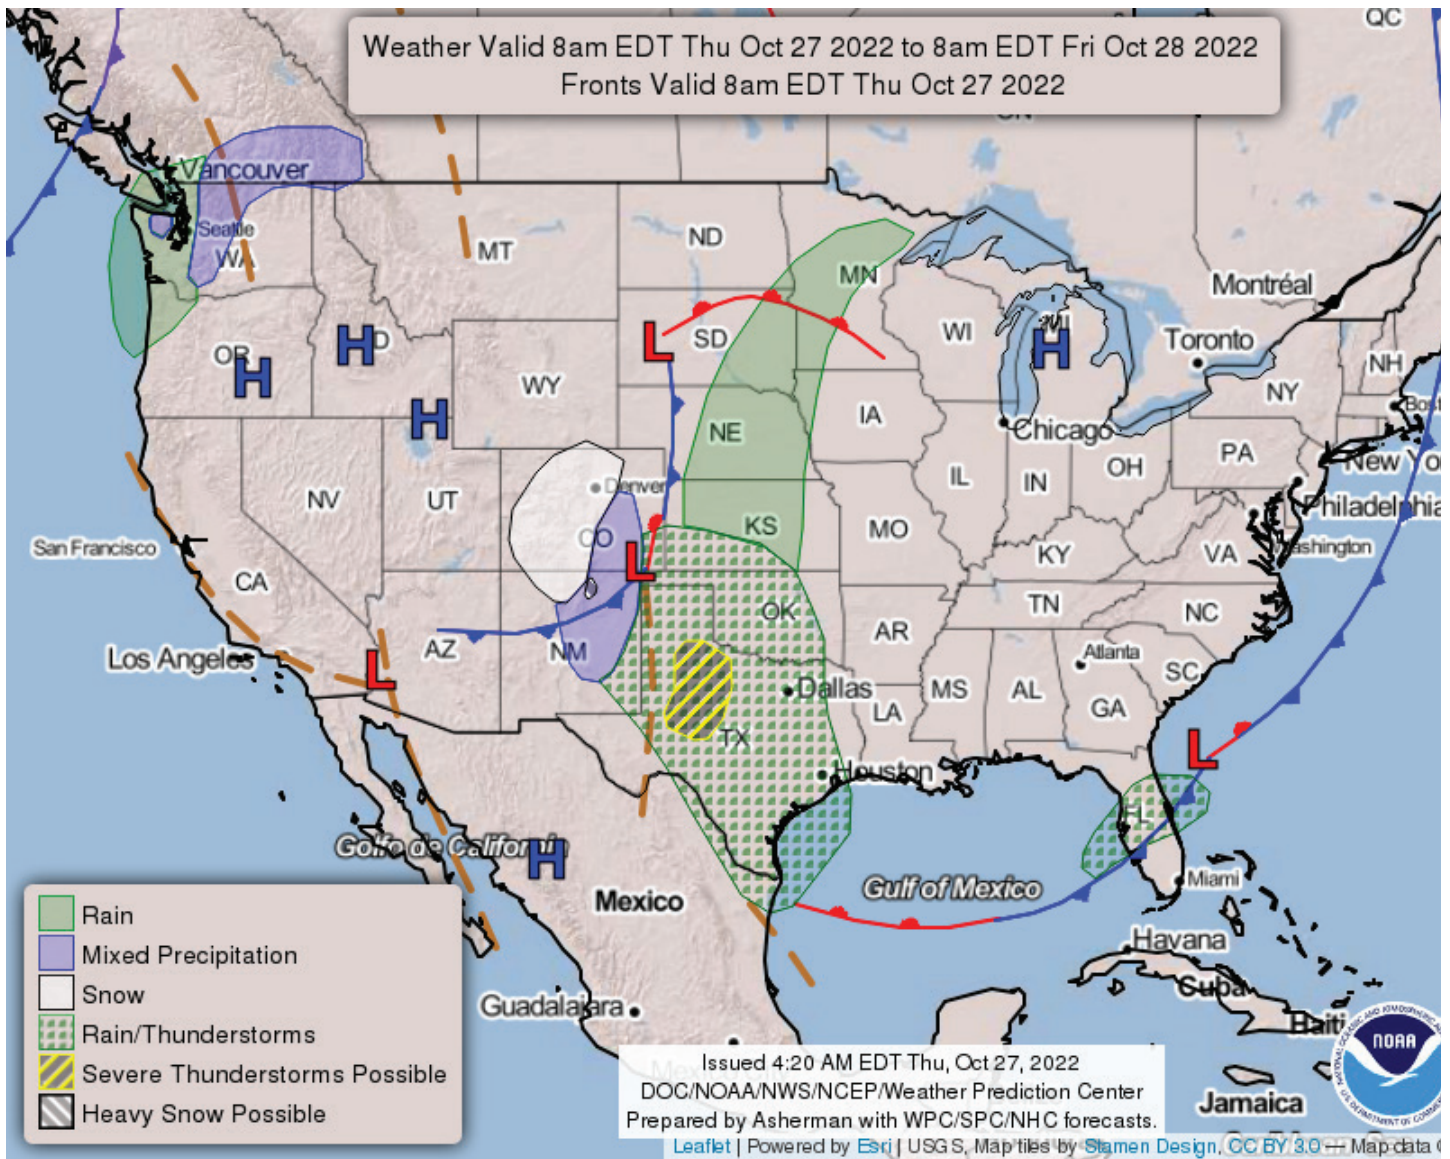 QC
Weather Valid 8am EDT Thu Oct 27 2022 to 8am EDT Fri Oct 28 2022
Fronts Valid 8am EDT Thu Oct 27 2022
Vancouver
Seattle
WA
MT
ND
MN
Montréal
OR
H
H
D
H
WY
L
SD
WI
MI
H
Toronto
NH
NY
IA
Chicago
NE
PA
New Yo
NV
UT
Denver
IL
IN
OH
Philadelphia
San Francisco
CO
KS
MO
KY
VA
ashington
CA
L
OK
TN
NC
Los Angeles
L
AZ
NM
AR
Atlanta
SC
Dallas
MS
AL
GA
LA
TX
Houston
L
FL
Golfo de California
H
Mexico
Gulf of Mexico
Miami
Havana
Cuba
Guadalajara
Haiti
Jamaica
Rain
Mixed Precipitation
Snow
Rain/Thunderstorms
Severe Thunderstorms Possible
Heavy Snow Possible
Issued 4:20 AM EDT Thu, Oct 27, 2022
DOC/NOAA/NWS/NCEP/Weather Prediction Center
Prepared by Asherman with WPC/SPC/NHC forecasts.
Leaflet | Powered by Esri | USGS, Map tiles by Stamen Design, CC BY 3.0 — Map data ©
NOAA